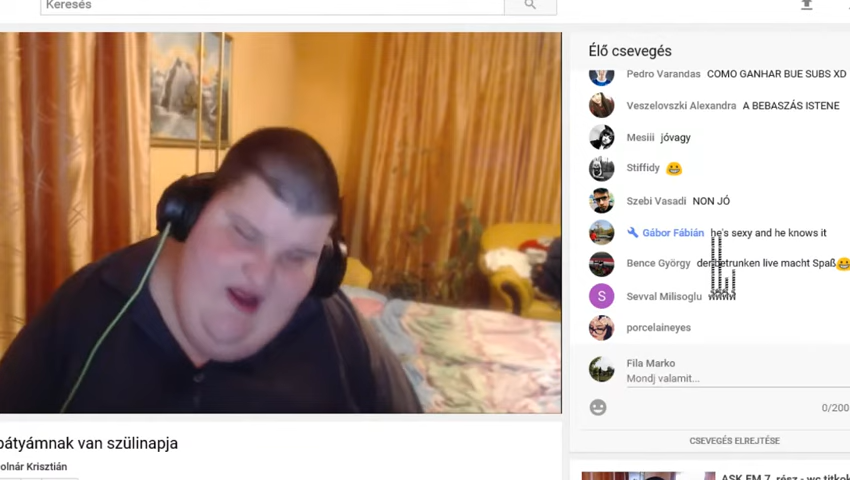 Keresés
Élő csevegés
Pedro Varandas COMO GANHAR BUE SUBS XD
Veszelovszki Alexandra A BEBASZÁS ISTENE
Mesiii jóvagy
Stiffidy 😀
Szebi Vasadi NON JÓ
Gábor Fábián he's sexy and he knows it
Bence György der betrunken live macht Spaß😀
S Sevval Milisoglu wwww
porcelaineyes
Fila Marko
Mondj valamit...
0/200
CSEVEGÉS ELREJTÉSE
bátyámnak van szülinapja
olnár Krisztián
ASK FM 7. rész - wc titkok